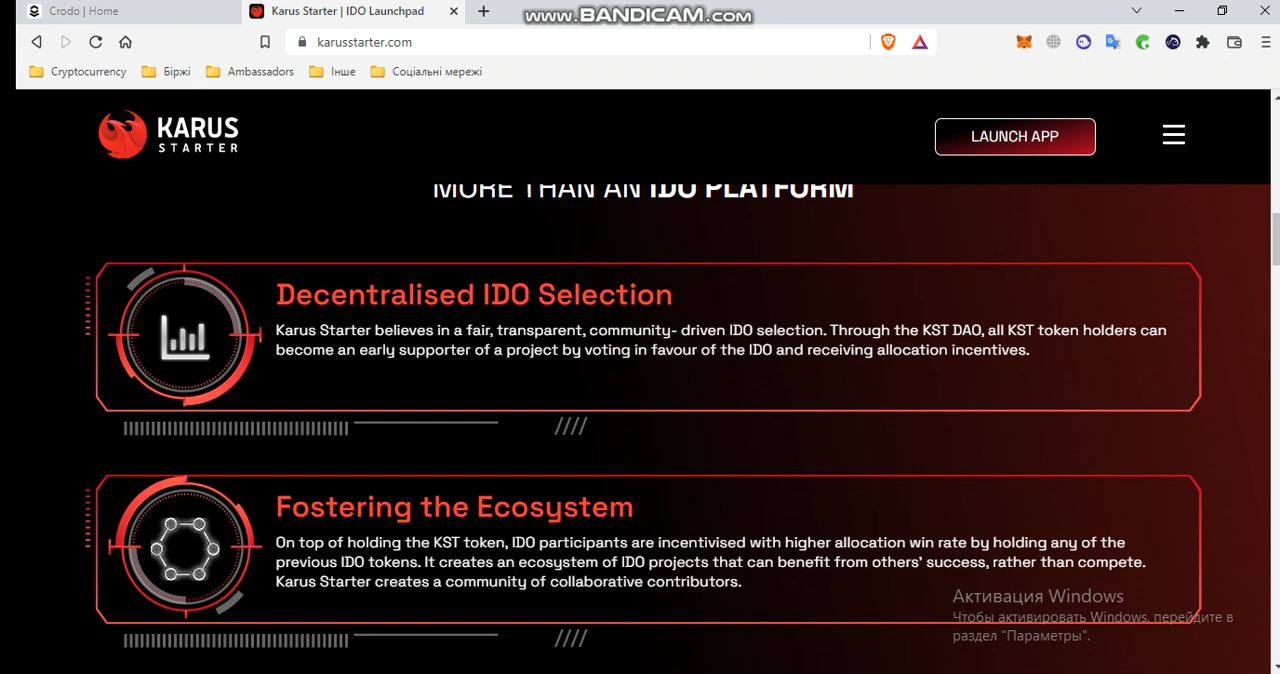 Crodo | Home
Karus Starter | IDO Launchpad
www.BANDICAM.com
karusstarter.com
Cryptocurrency
Біржі
Ambassadors
Інше
Соціальні мережі
KARUS
STARTER
LAUNCH APP
MORE THAN AN IDO PLATFORM
Decentralised IDO Selection
Karus Starter believes in a fair, transparent, community- driven IDO selection. Through the KST DAO, all KST token holders can
become an early supporter of a project by voting in favour of the IDO and receiving allocation incentives.
Fostering the Ecosystem
On top of holding the KST token, IDO participants are incentivised with higher allocation win rate by holding any of the
previous IDO tokens. It creates an ecosystem of IDO projects that can benefit from others' success, rather than compete.
Karus Starter creates a community of collaborative contributors.
Активация Windows
Чтобы активировать Windows, перейдите в
раздел "Параметры".